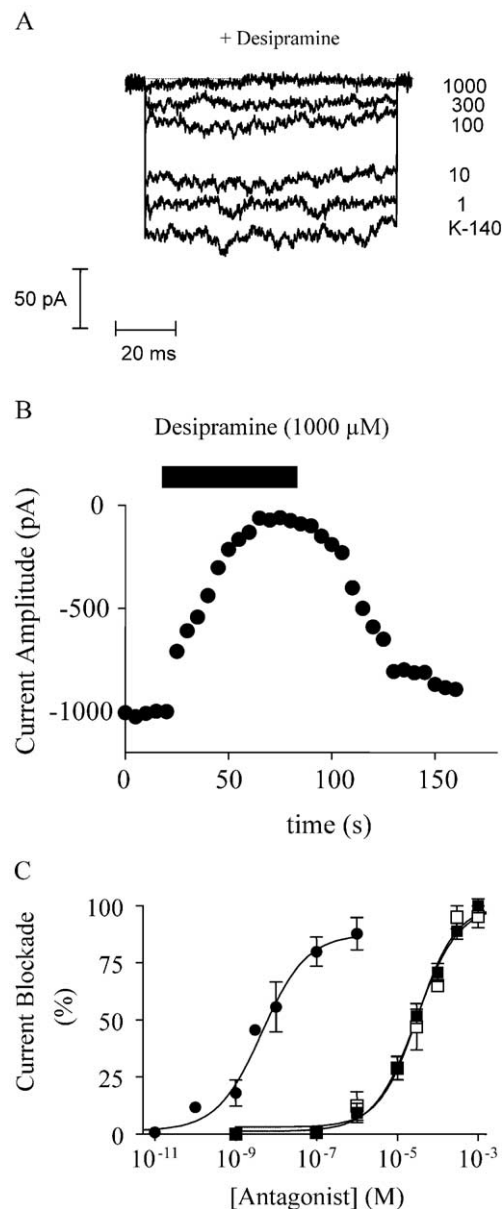 A
+ Desipramine
1000
300
100
10
1
K-140
50 pA
20 ms
B
Desipramine (1000 µM)
Current Amplitude (pA)
0
-500
-1000
0
50
100
150
time (s)
C
Current Blockade
(%)
100
75
50
25
0
10-11
10-9
10-7
10-5
10-3
[Antagonist] (M)